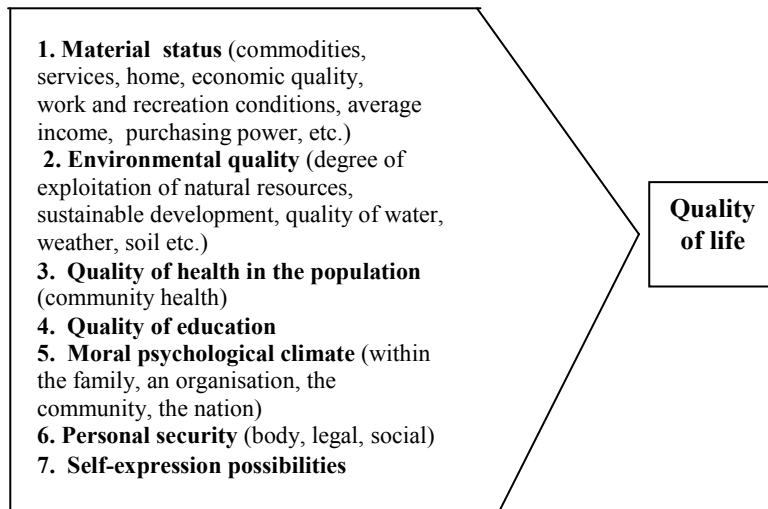 1. Material status (commodities,
services, home, economic quality,
work and recreation conditions, average
income, purchasing power, etc.)
2. Environmental quality (degree of
exploitation of natural resources,
sustainable development, quality of water,
weather, soil etc.)
3. Quality of health in the population
(community health)
4. Quality of education
5. Moral psychological climate (within
the family, an organisation, the
community, the nation)
6. Personal security (body, legal, social)
7. Self-expression possibilities
Quality
of life